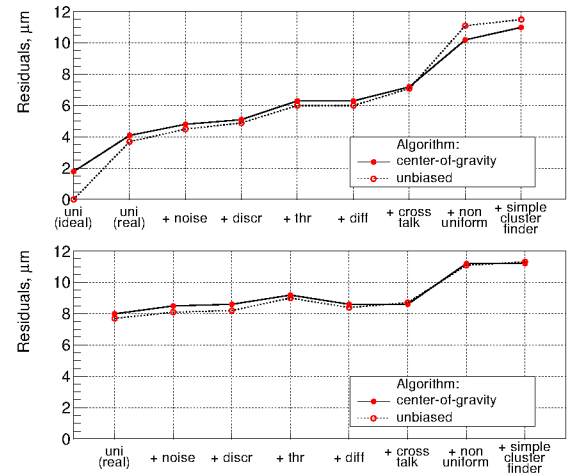 Residuals, μm
12
10
8
6
4
2
0
Algorithm:
center-of-gravity
unbiased
uni
(ideal)
uni
(real)
+ noise
+ discr
+ thr
+ diff
+ cross
talk
+ non
uniform
+ simple
cluster
finder
Residuals, μm
12
10
8
6
4
2
0
Algorithm:
center-of-gravity
unbiased
uni
(real)
+ noise
+ discr
+ thr
+ diff
+ cross
talk
+ non
uniform
+ simple
cluster
finder